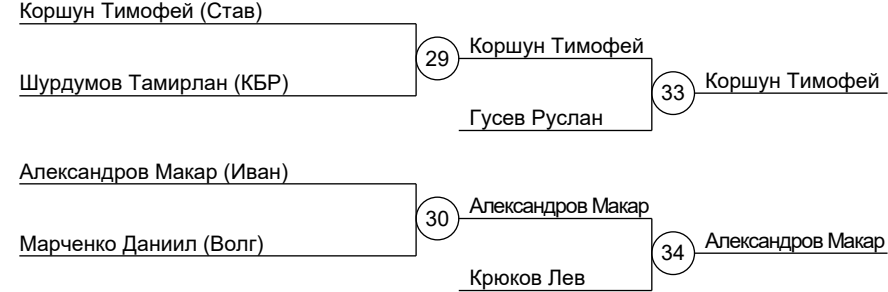 Коршун Тимофей (Став)
29
Коршун Тимофей
Шурдумов Тамирлан (КБР)
33
Коршун Тимофей
Гусев Руслан
Александров Макар (Иван)
30
Александров Макар
Марченко Даниил (Волг)
34
Александров Макар
Крюков Лев